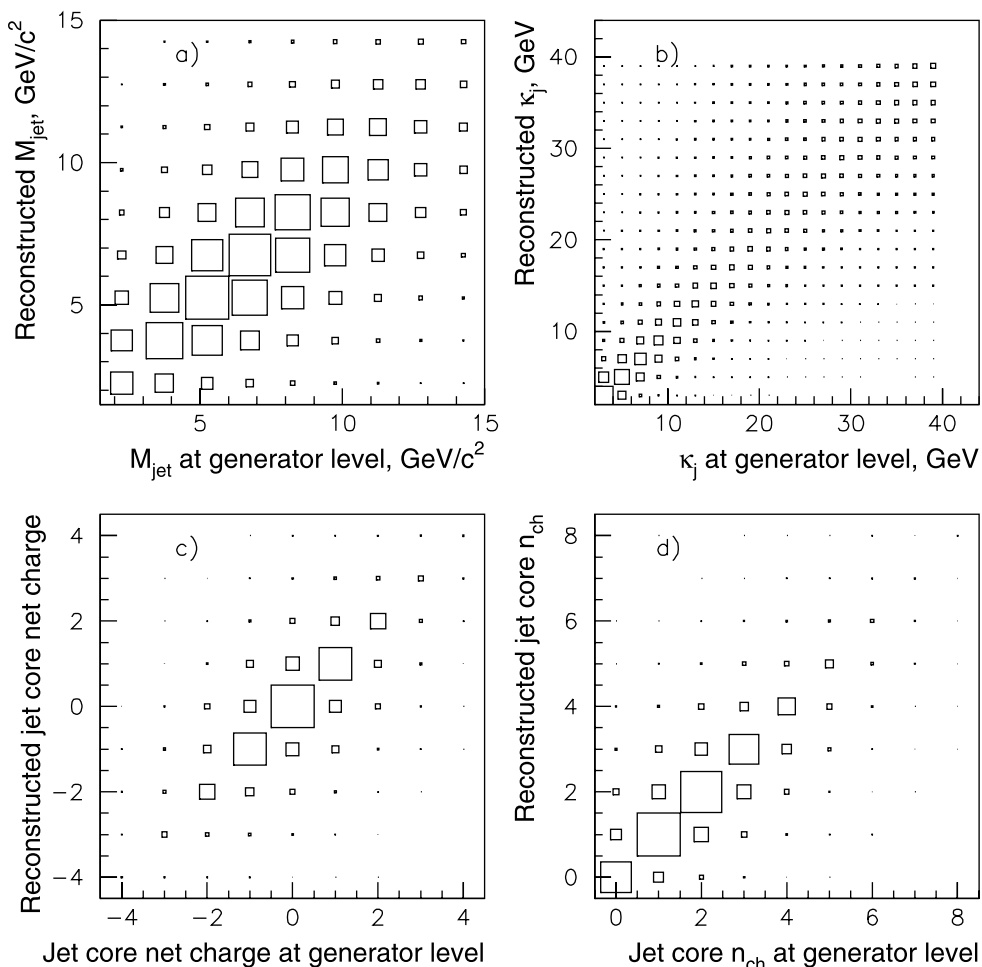 a)
Reconstructed M_jet, GeV/c²
15
10
5
5 10 15
M_jet at generator level, GeV/c²
b)
Reconstructed κ_j, GeV
40
30
20
10
10 20 30 40
κ_j at generator level, GeV
c)
Reconstructed jet core net charge
4
2
0
−2
−4
−4 −2 0 2 4
Jet core net charge at generator level
d)
Reconstructed jet core n_ch
8
6
4
2
0
0 2 4 6 8
Jet core n_ch at generator level